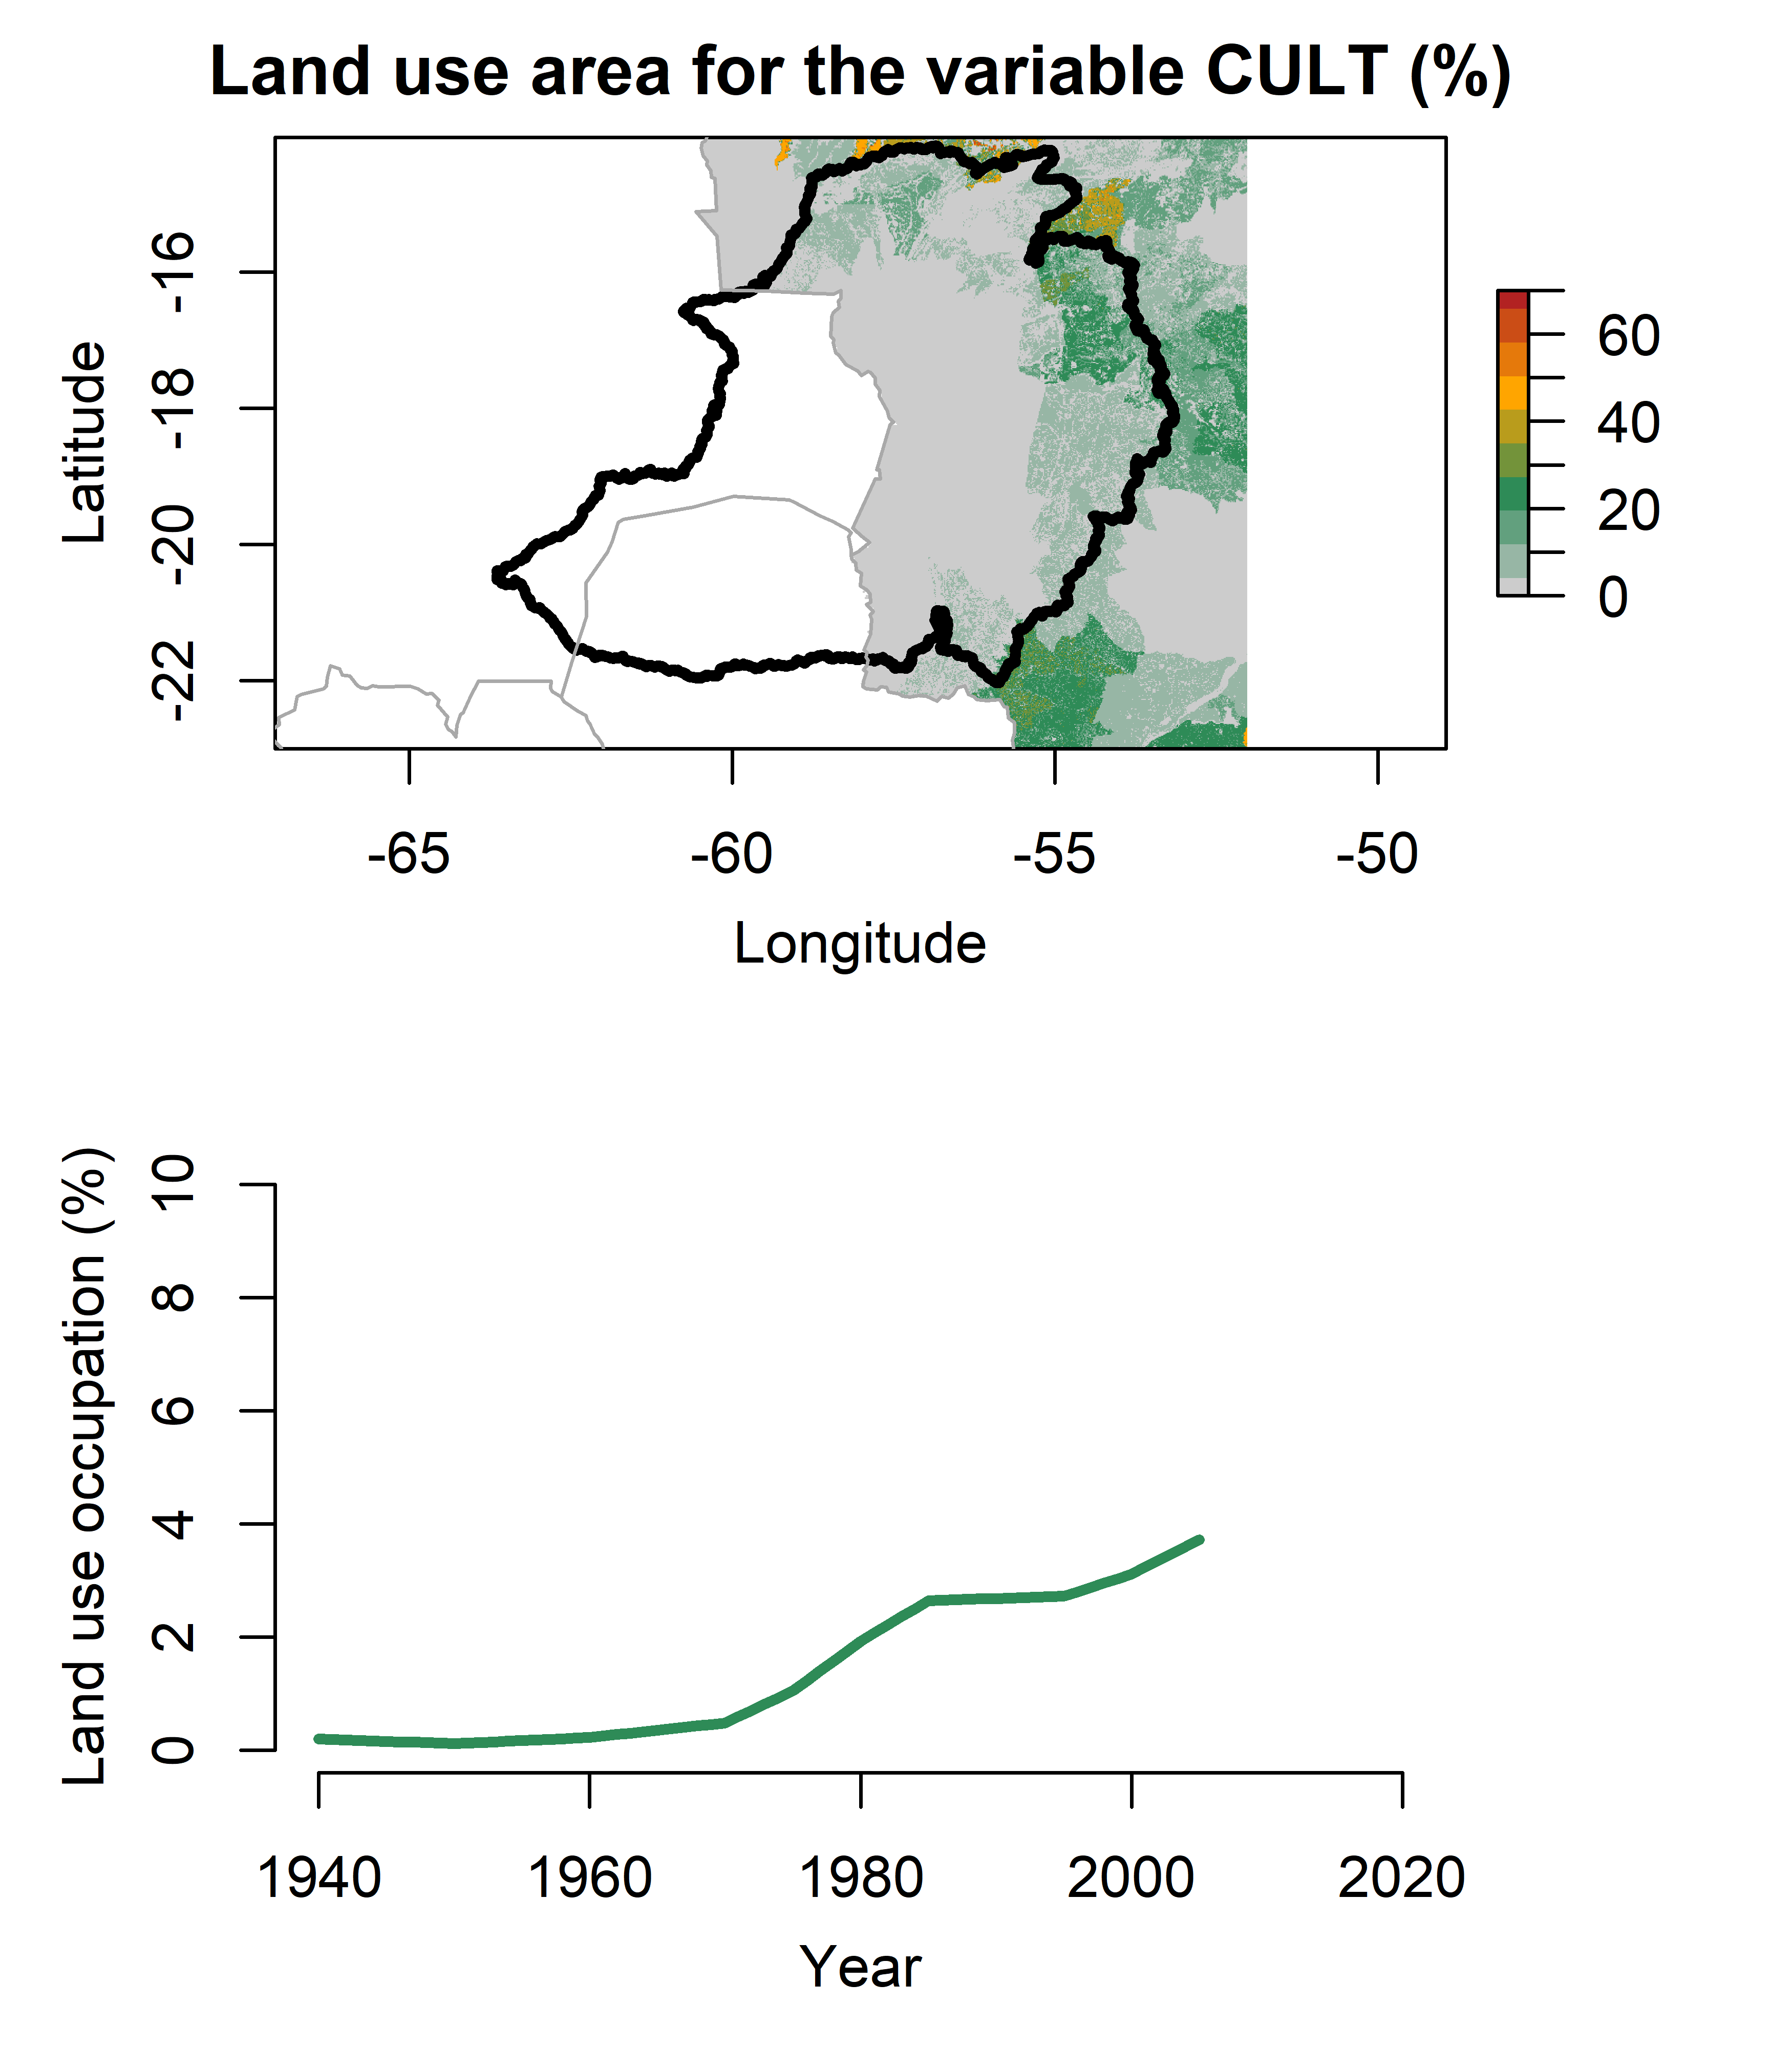 Land use area for the variable CULT (%)
Latitude
-16
-18
-20
-22
60
40
20
0
-65 -60 -55 -50
Longitude
Land use occupation (%)
10
8
6
4
2
0
1940 1960 1980 2000 2020
Year